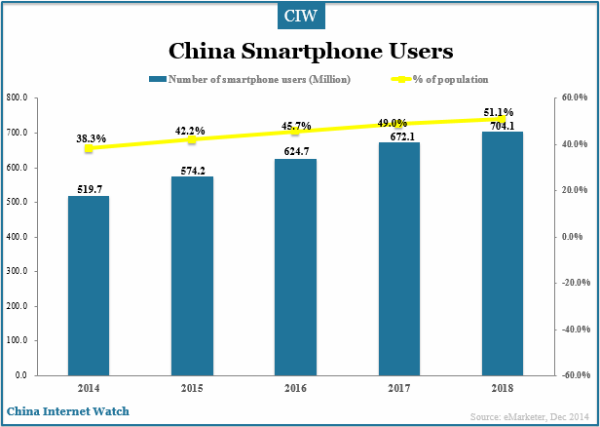 CIW
China Smartphone Users
Number of smartphone users (Million) % of population
800.0 60.0%
700.0 40.0%
600.0 20.0%
500.0 0.0%
400.0 -20.0%
300.0 -40.0%
200.0 -60.0%
100.0
0.0
38.3% 42.2% 45.7% 49.0% 51.1%
519.7 574.2 624.7 672.1 704.1
2014 2015 2016 2017 2018
China Internet Watch
Source: eMarketer, Dec 2014